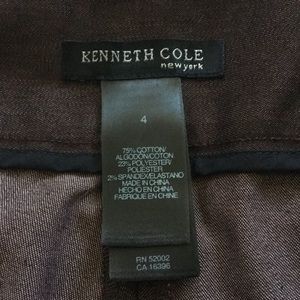 KENNETH COLE
new york
4
75% COTTON/
ALGODON/COTON
23% POLYESTER/
POLIESTER
2% SPANDEX/ELASTANO
MADE IN CHINA
HECHO EN CHINA
FABRIQUE EN CHINE
RN 52002
CA 16396